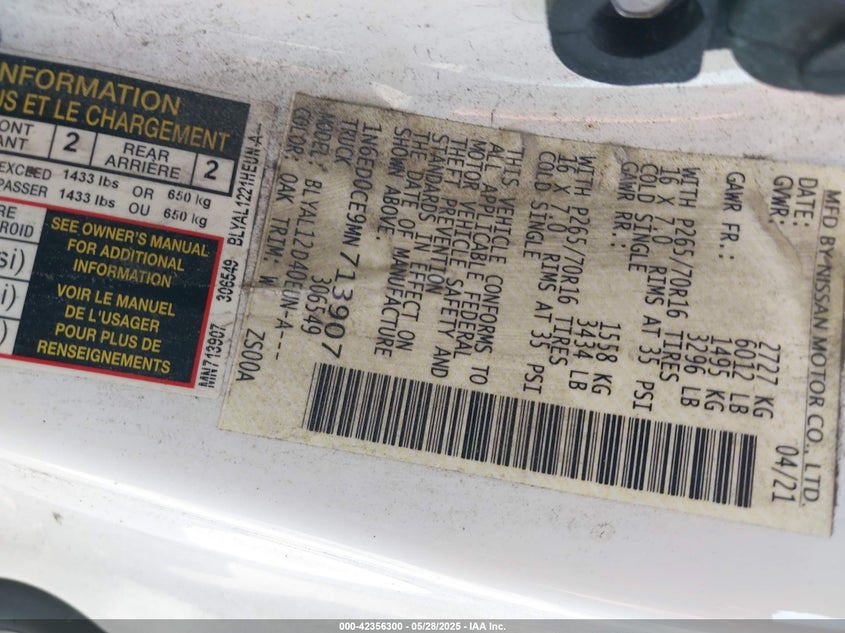 INFORMATION
US ET LE CHARGEMENT
2 REAR ARRIÈRE 2
EXCEED 1433 lbs OR 650 kg
PASSER 1433 lbs OU 650 kg
SEE OWNER'S MANUAL
FOR ADDITIONAL
INFORMATION
VOIR LE MANUEL
DE L'USAGER
POUR PLUS DE
RENSEIGNEMENTS
MN713907 306549 BLYAL1221HEUN-A--
MFD BY NISSAN MOTOR CO., LTD.
DATE: 04/21
GVWR: 2727 KG
6012 LB
GAWR FR: 1495 KG
3296 LB
WITH P265/70R16 TIRES
16 X 7.0 RIMS AT 35 PSI
COLD SINGLE
GAWR RR: 1558 KG
3434 LB
WITH P265/70R16 TIRES
16 X 7.0 RIMS AT 35 PSI
COLD SINGLE
THIS VEHICLE CONFORMS TO
ALL APPLICABLE FEDERAL
MOTOR VEHICLE SAFETY AND
THEFT PREVENTION
STANDARDS IN EFFECT ON
THE DATE OF MANUFACTURE
SHOWN ABOVE:
1N6ED0CE9MN713907
TRUCK 306549
MODEL: BLYAL12D40EUN-A---
COLOR: QAK TRIM: W ZS00A
000-42356300 - 05/28/2025 - IAA Inc.